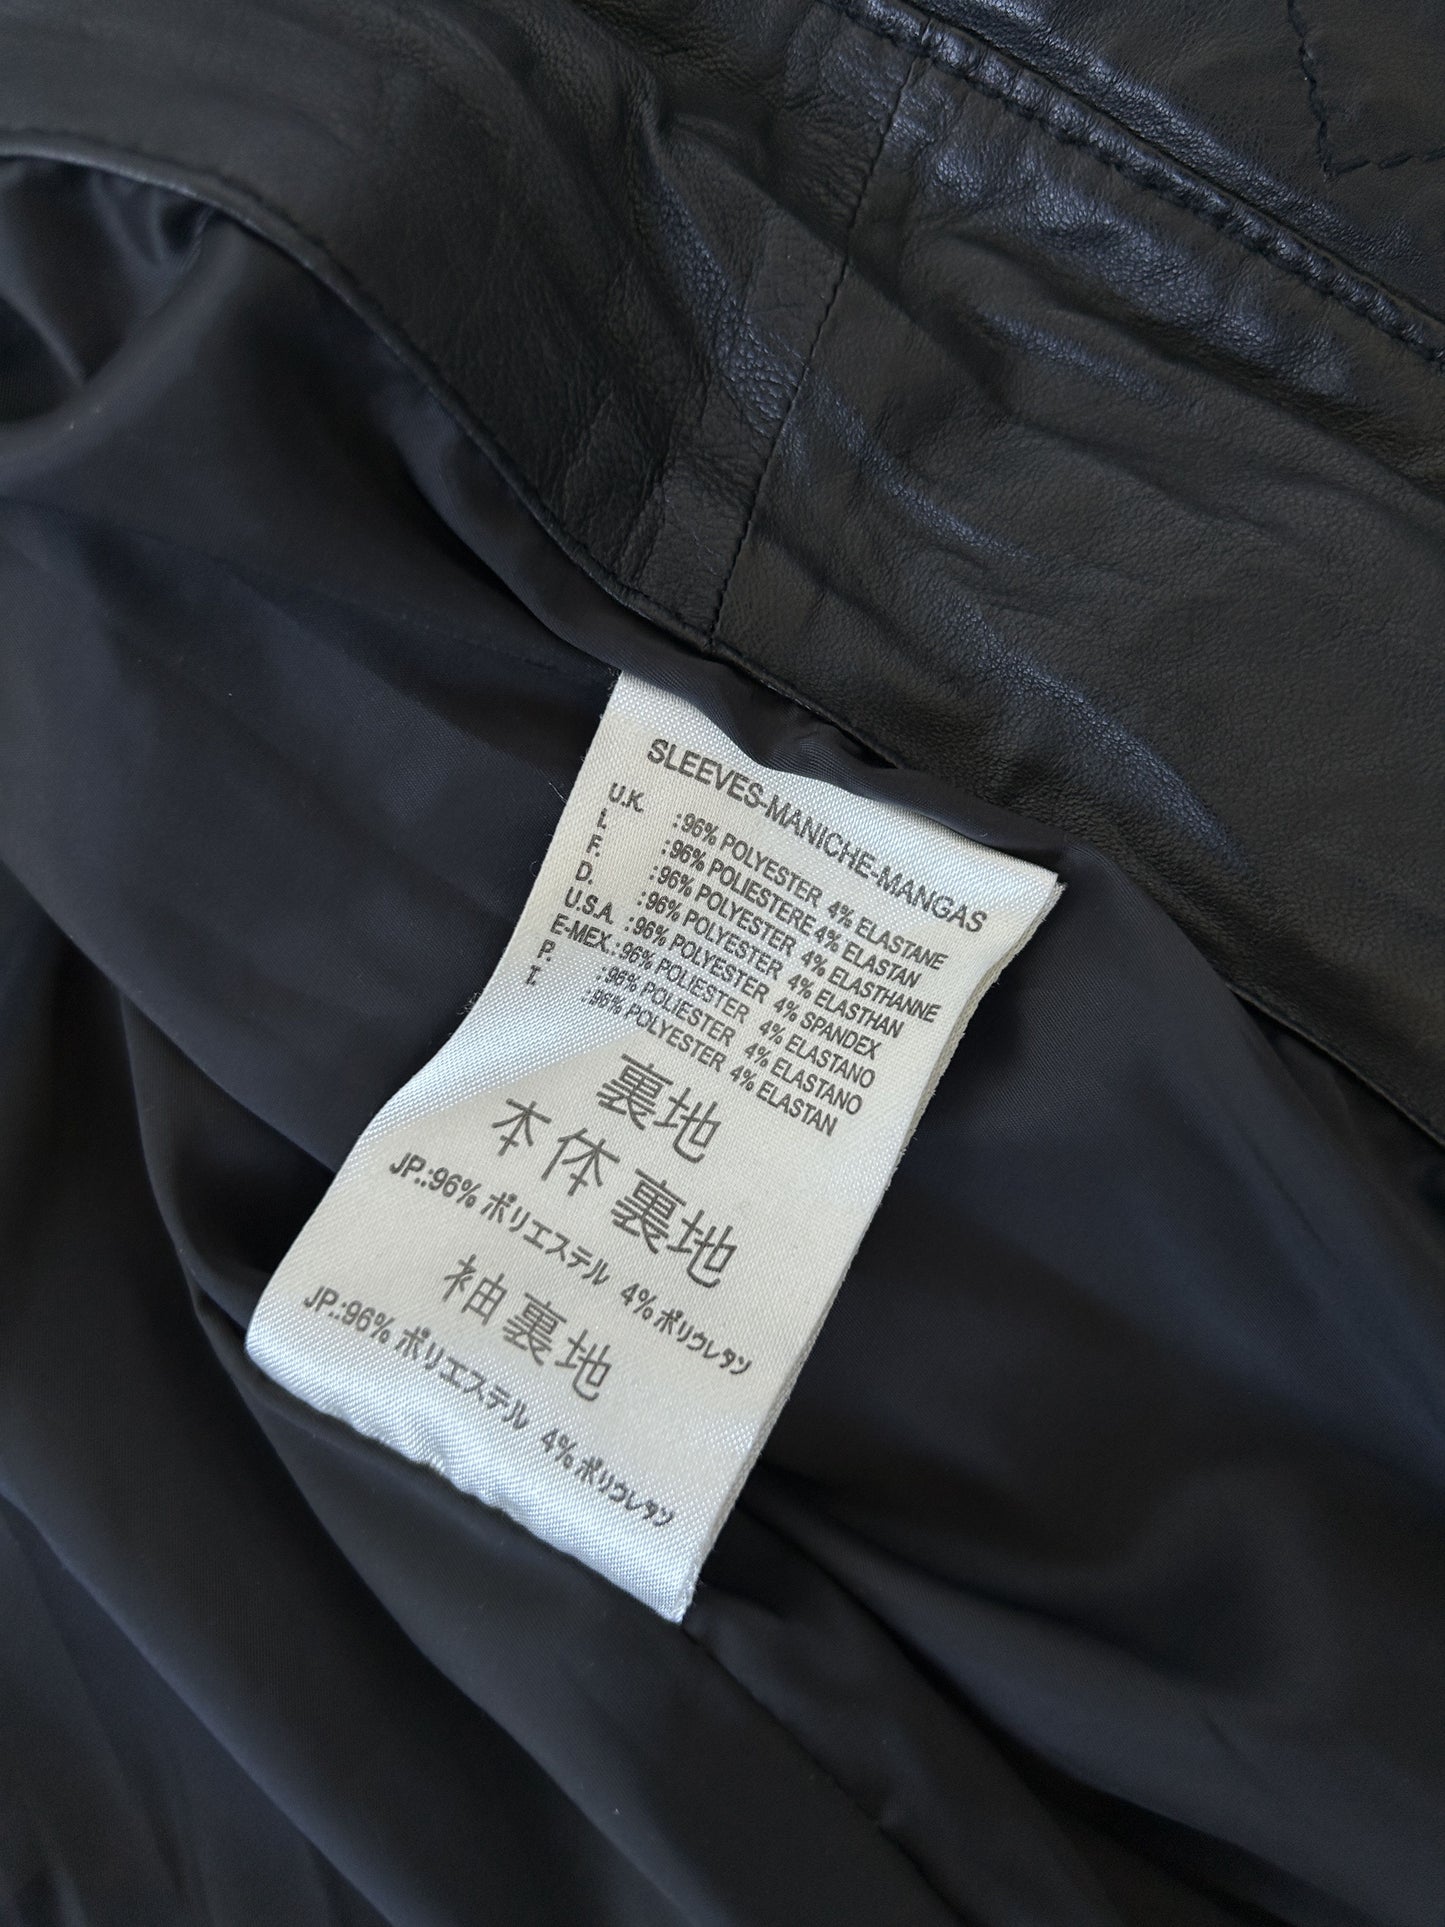 SLEEVES-MANICHE-MANGAS
U.K. :96% POLYESTER 4% ELASTANE
I. :96% POLIESTERE 4% ELASTAN
F. :96% POLYESTER 4% ELASTHANNE
D. :96% POLYESTER 4% ELASTHAN
U.S.A. :96% POLYESTER 4% SPANDEX
E-MEX.:96% POLIESTER 4% ELASTANO
P. :96% POLIESTER 4% ELASTANO
T. :96% POLYESTER 4% ELASTAN
裏地
本体裏地
JP.:96% ポリエステル 4% ポリウレタン
袖裏地
JP.:96% ポリエステル 4% ポリウレタン